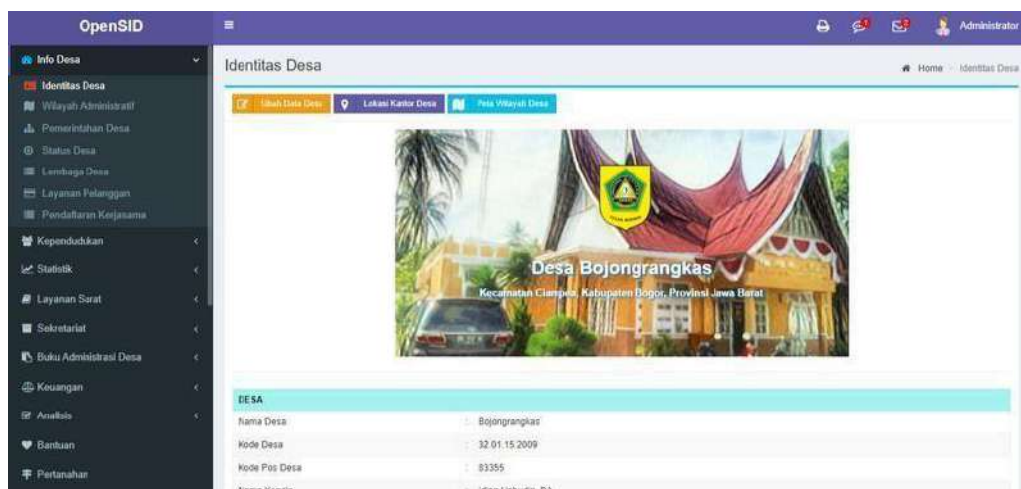 OpenSID
Administrator
Info Desa
Identitas Desa
Wilayah Administratif
Pemerintahan Desa
Status Desa
Lembaga Desa
Layanan Pelanggan
Pendaftaran Kerjasama
Kependudukan
Statistik
Layanan Surat
Sekretariat
Buku Administrasi Desa
Keuangan
Analisis
Bantuan
Pertanahan
Identitas Desa
Home Identitas Desa
Ubah Data Desa
Lokasi Kantor Desa
Peta Wilayah Desa
Desa Bojongrangkas
Kecamatan Ciampea, Kabupaten Bogor, Provinsi Jawa Barat
DESA
Nama Desa : Bojongrangkas
Kode Desa : 32.01.15.2009
Kode Pos Desa : 83355